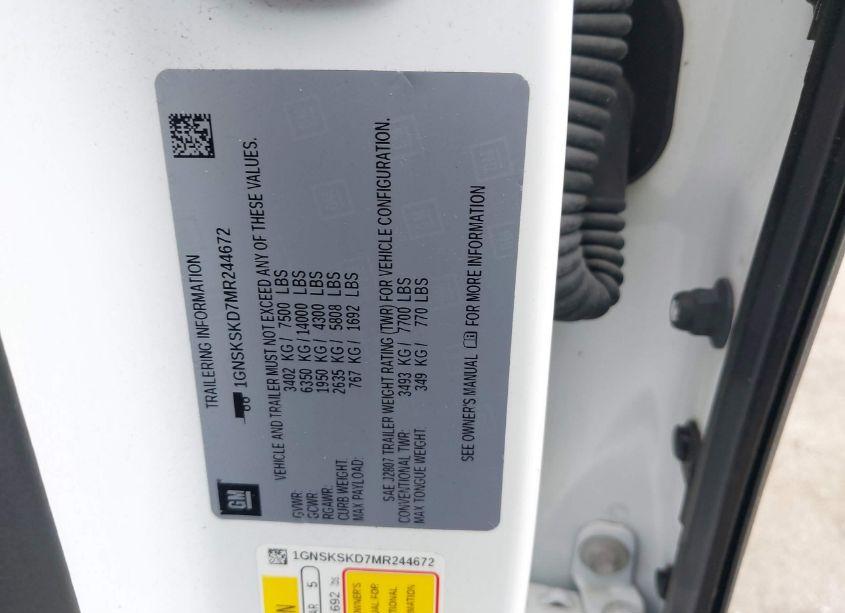 TRAILERING INFORMATION
1GNSKSKD7MR244672
GM
VEHICLE AND TRAILER MUST NOT EXCEED ANY OF THESE VALUES.
GVWR: 3402 KG / 7500 LBS
GCWR 6350 KG / 14000 LBS
RGAWR: 1950 KG / 4300 LBS
CURB WEIGHT 2635 KG / 5808 LBS
MAX PAYLOAD: 767 KG / 1692 LBS
SAE J2807 TRAILER WEIGHT RATING (TWR) FOR VEHICLE CONFIGURATION.
CONVENTIONAL TWR: 3493 KG / 7700 LBS
MAX TONGUE WEIGHT: 349 KG / 770 LBS
SEE OWNER'S MANUAL FOR MORE INFORMATION
1GNSKSKD7MR244672
5